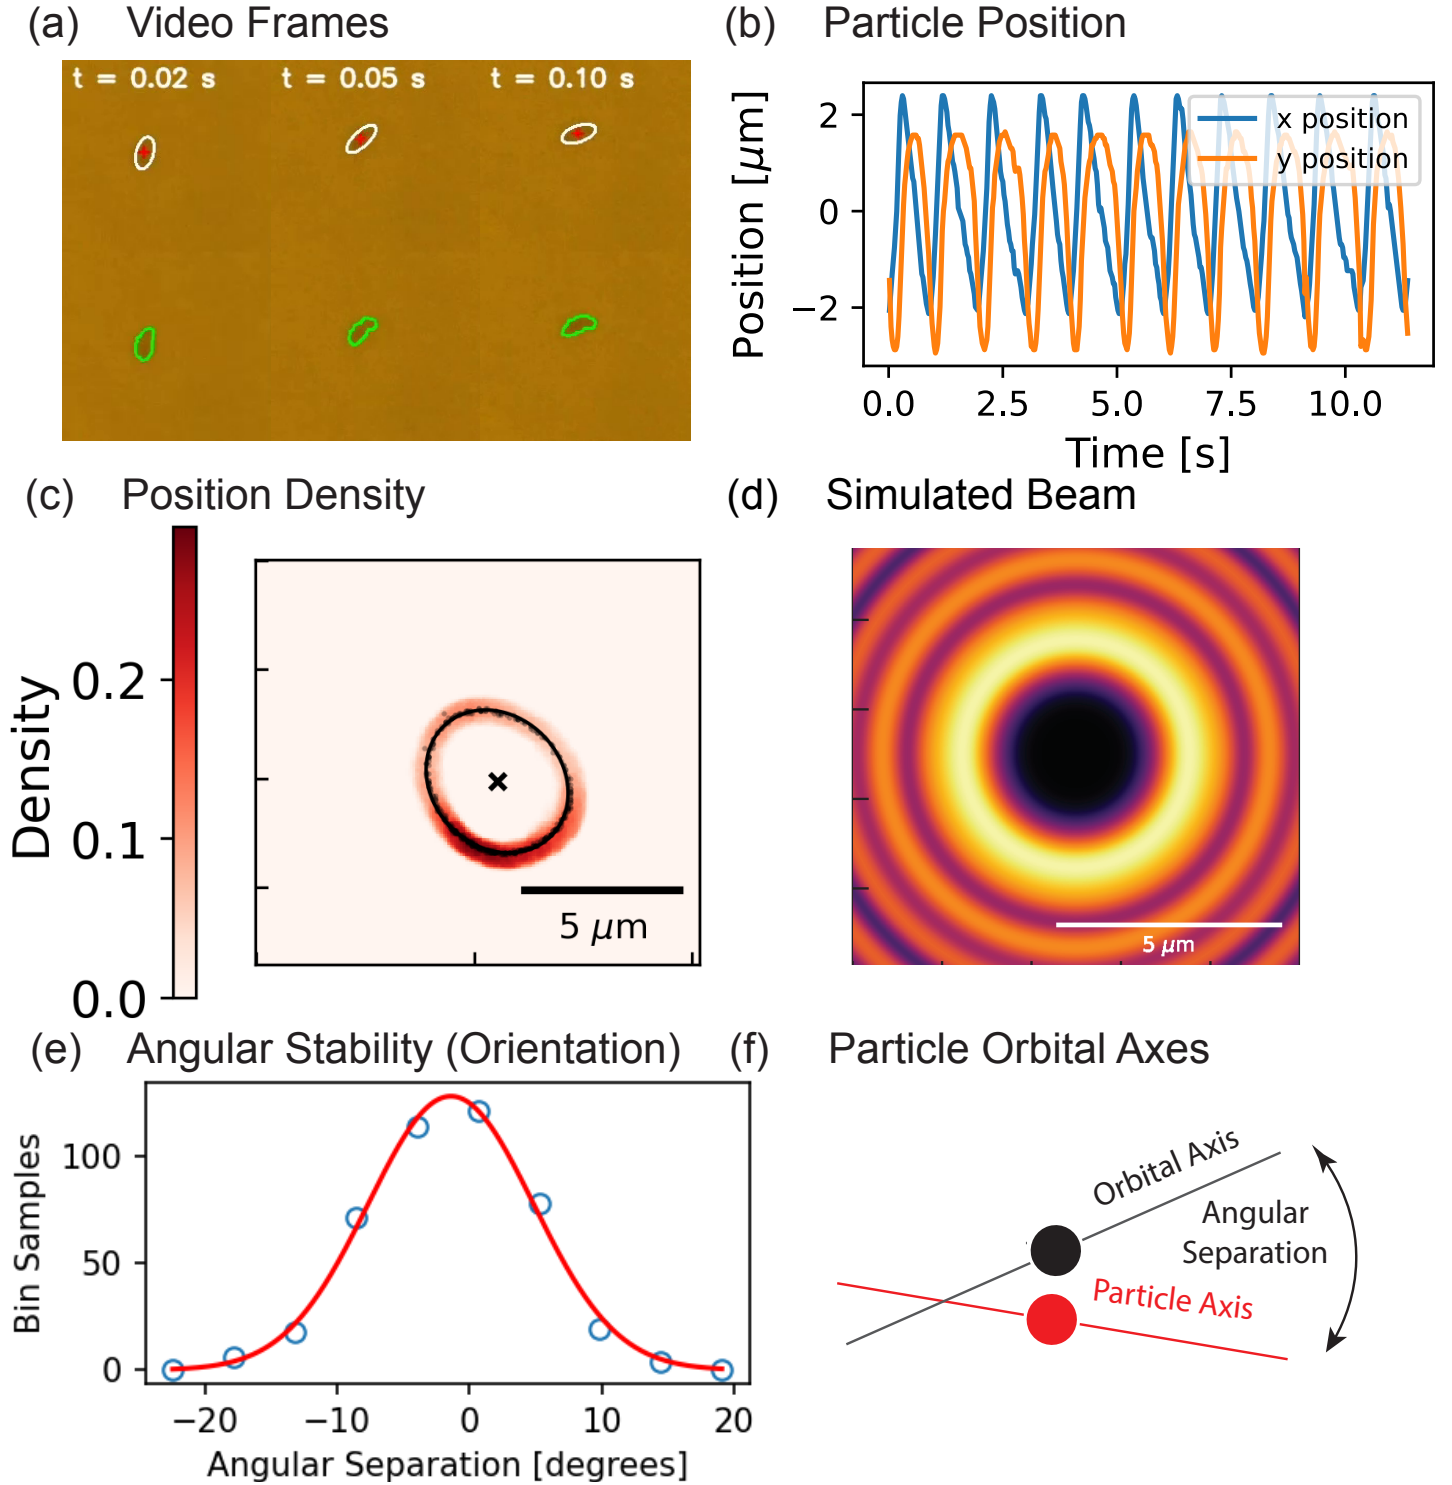 (a) Video Frames
t = 0.02 s
t = 0.05 s
t = 0.10 s
(b) Particle Position
Position [μm]
2
0
−2
x position
y position
0.0
2.5
5.0
7.5
10.0
Time [s]
(c) Position Density
Density
0.2
0.1
0.0
5 μm
(d) Simulated Beam
5 μm
(e) Angular Stability (Orientation)
Bin Samples
100
50
0
−20
−10
0
10
20
Angular Separation [degrees]
(f) Particle Orbital Axes
Orbital Axis
Angular
Separation
Particle Axis